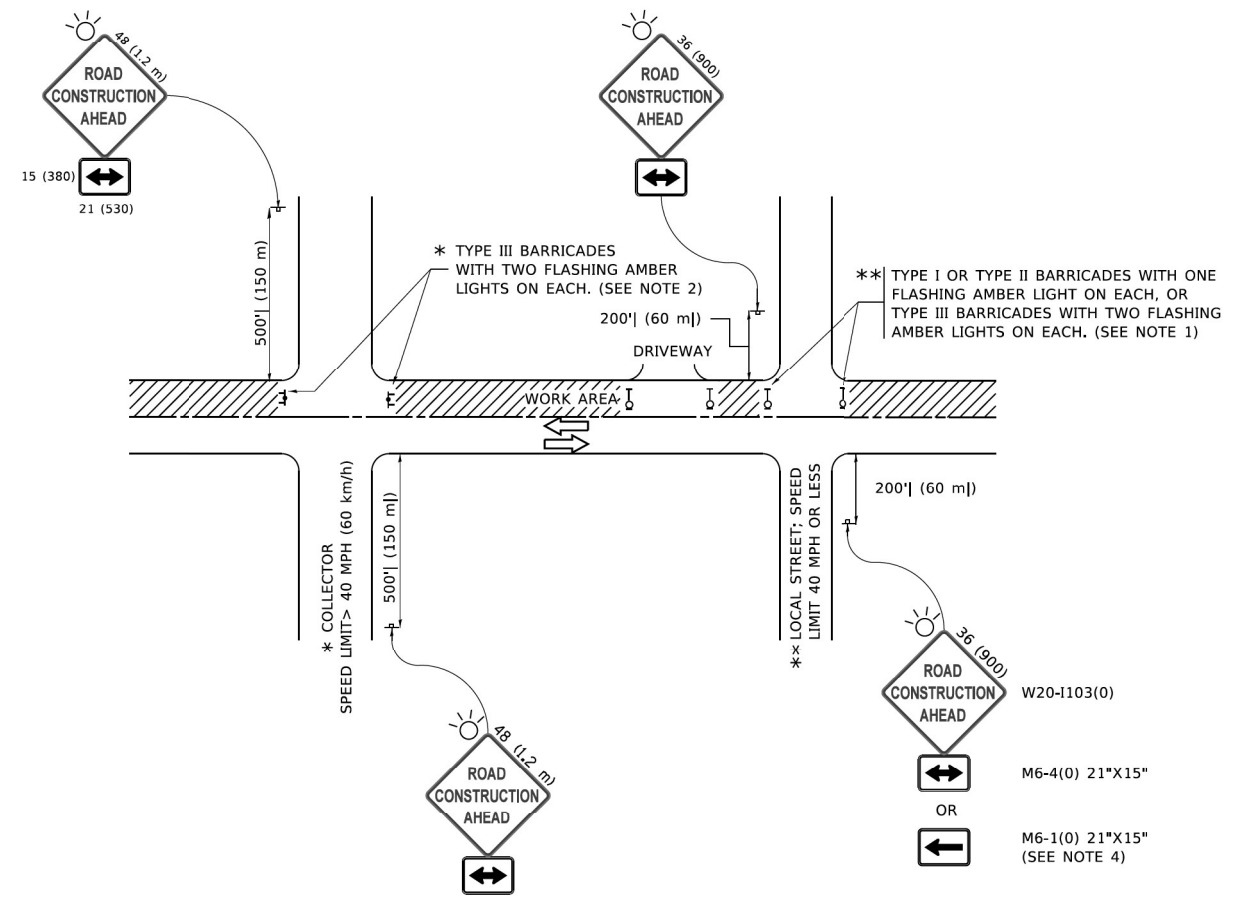 48 (1.2 m)
ROAD
CONSTRUCTION
AHEAD
15 (380)
21 (530)
36 (900)
ROAD
CONSTRUCTION
AHEAD
500'| (150 m)
* TYPE III BARRICADES
WITH TWO FLASHING AMBER
LIGHTS ON EACH. (SEE NOTE 2)
200'| (60 m|)
DRIVEWAY
** TYPE I OR TYPE II BARRICADES WITH ONE
FLASHING AMBER LIGHT ON EACH, OR
TYPE III BARRICADES WITH TWO FLASHING
AMBER LIGHTS ON EACH. (SEE NOTE 1)
WORK AREA
* COLLECTOR
SPEED LIMIT> 40 MPH (60 km/h)
500'| (150 m|)
** LOCAL STREET; SPEED
LIMIT 40 MPH OR LESS
200'| (60 m|)
48 (1.2 m)
ROAD
CONSTRUCTION
AHEAD
36 (900)
ROAD
CONSTRUCTION
AHEAD
W20-I103(0)
M6-4(0) 21"X15"
OR
M6-1(0) 21"X15"
(SEE NOTE 4)